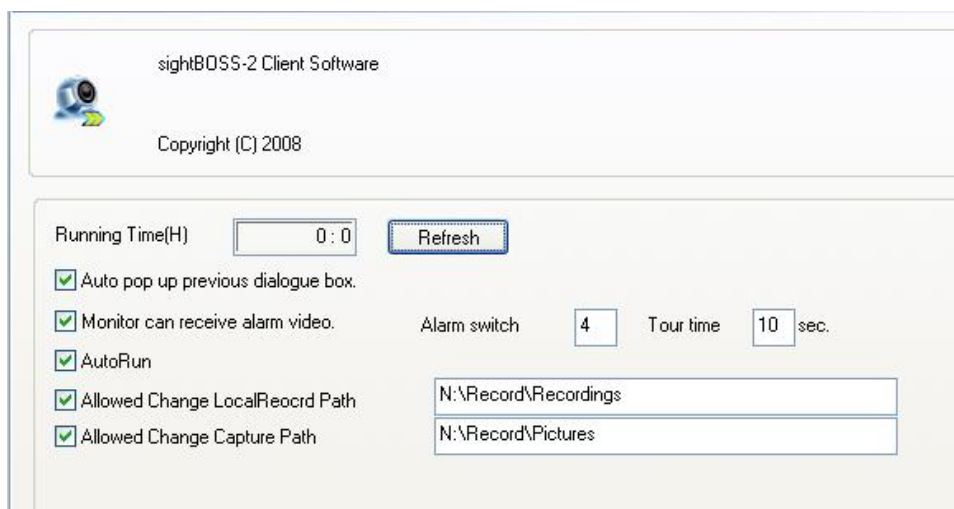 sightBOSS-2 Client Software
Copyright (C) 2008
Running Time(H) 0 : 0 Refresh
Auto pop up previous dialogue box.
Monitor can receive alarm video. Alarm switch 4 Tour time 10 sec.
AutoRun
Allowed Change LocalReocrd Path N:\Record\Recordings
Allowed Change Capture Path N:\Record\Pictures